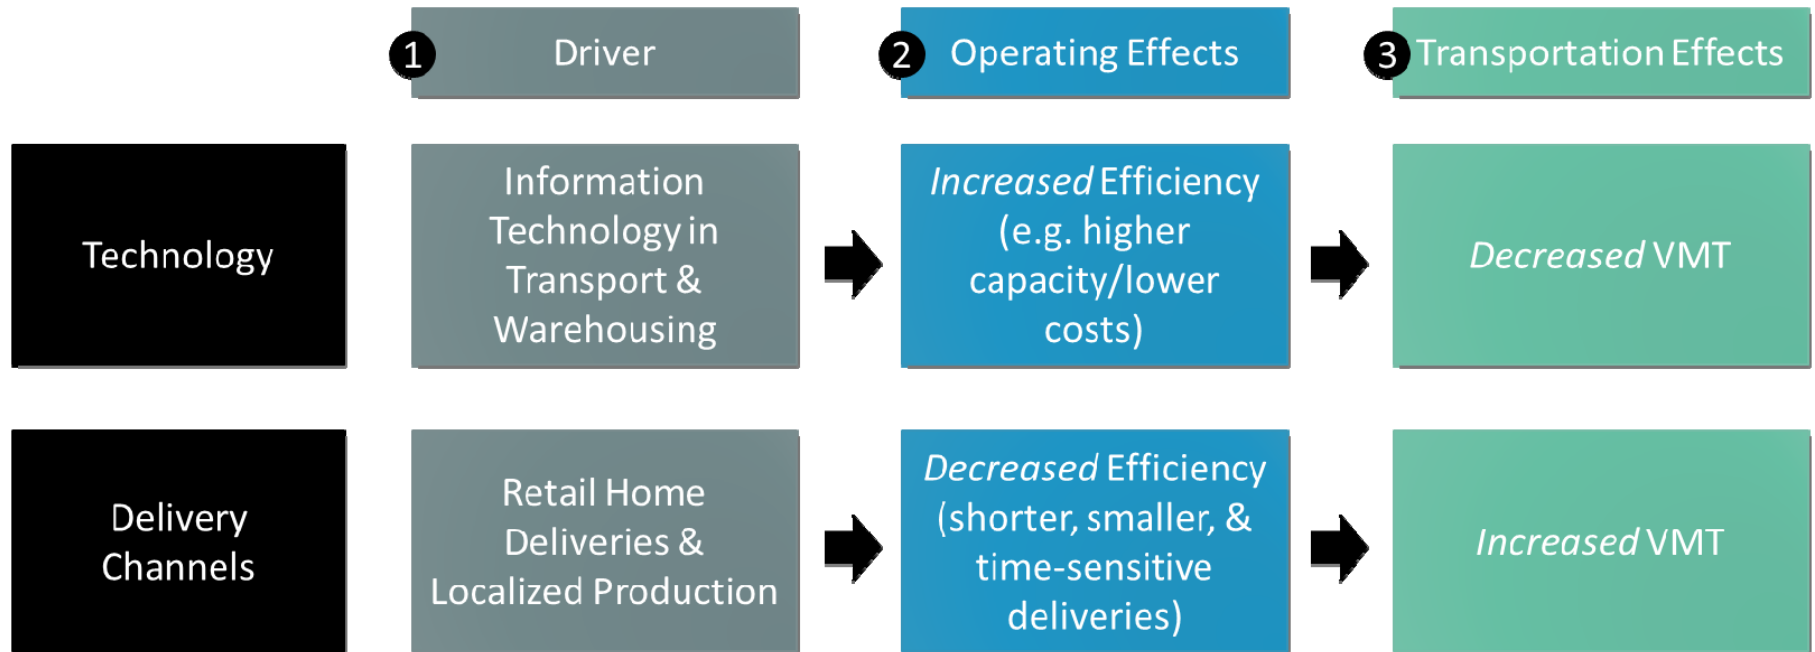 1 Driver
2 Operating Effects
3 Transportation Effects
Technology
Information
Technology in
Transport &
Warehousing
Increased Efficiency
(e.g. higher
capacity/lower
costs)
Decreased VMT
Delivery
Channels
Retail Home
Deliveries &
Localized Production
Decreased Efficiency
(shorter, smaller, &
time-sensitive
deliveries)
Increased VMT